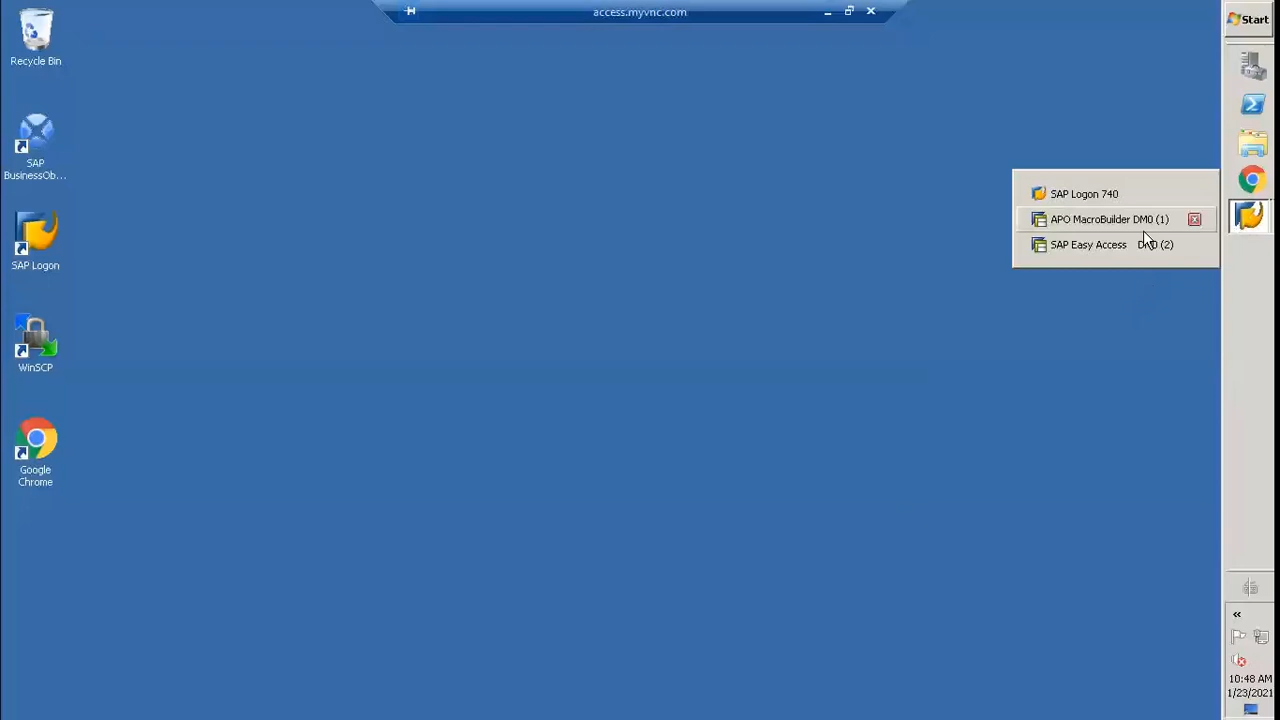 access.myvnc.com
Start
Recycle Bin
SAP
BusinessOb...
SAP Logon 740
APO MacroBuilder DM0 (1)
SAP Easy Access DM0 (2)
SAP Logon
WinSCP
Google
Chrome
«
10:48 AM
1/23/2021